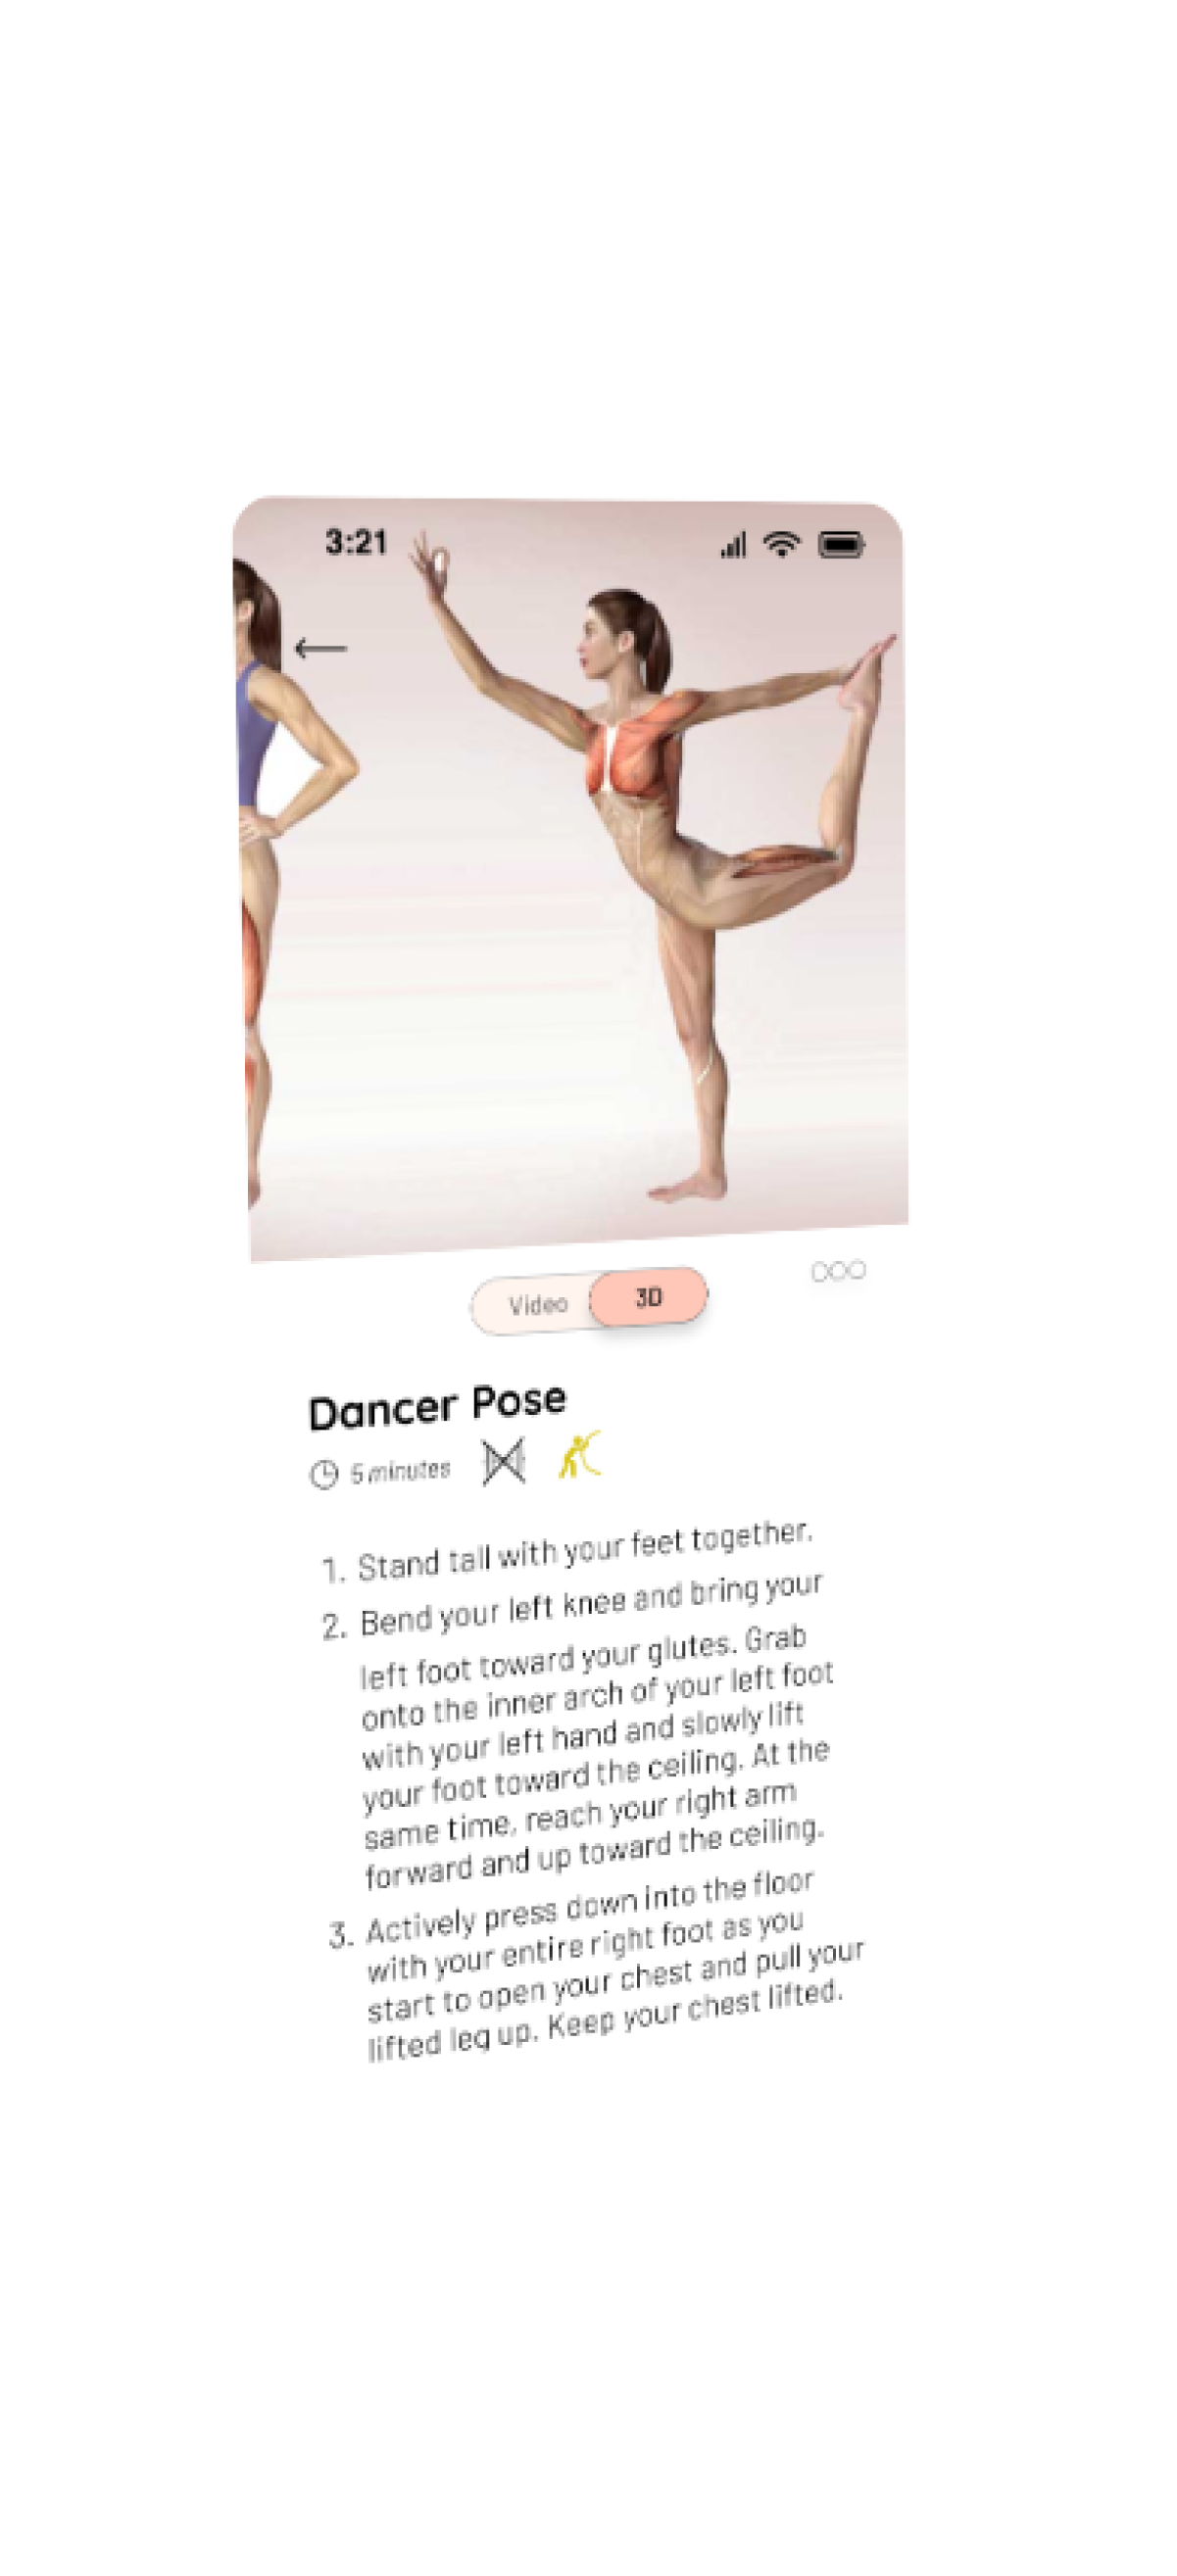 3:21
Video 3D
Dancer Pose
5 minutes
1. Stand tall with your feet together.
2. Bend your left knee and bring your
left foot toward your glutes. Grab
onto the inner arch of your left foot
with your left hand and slowly lift
your foot toward the ceiling. At the
same time, reach your right arm
forward and up toward the ceiling.
3. Actively press down into the floor
with your entire right foot as you
start to open your chest and pull your
lifted leg up. Keep your chest lifted.